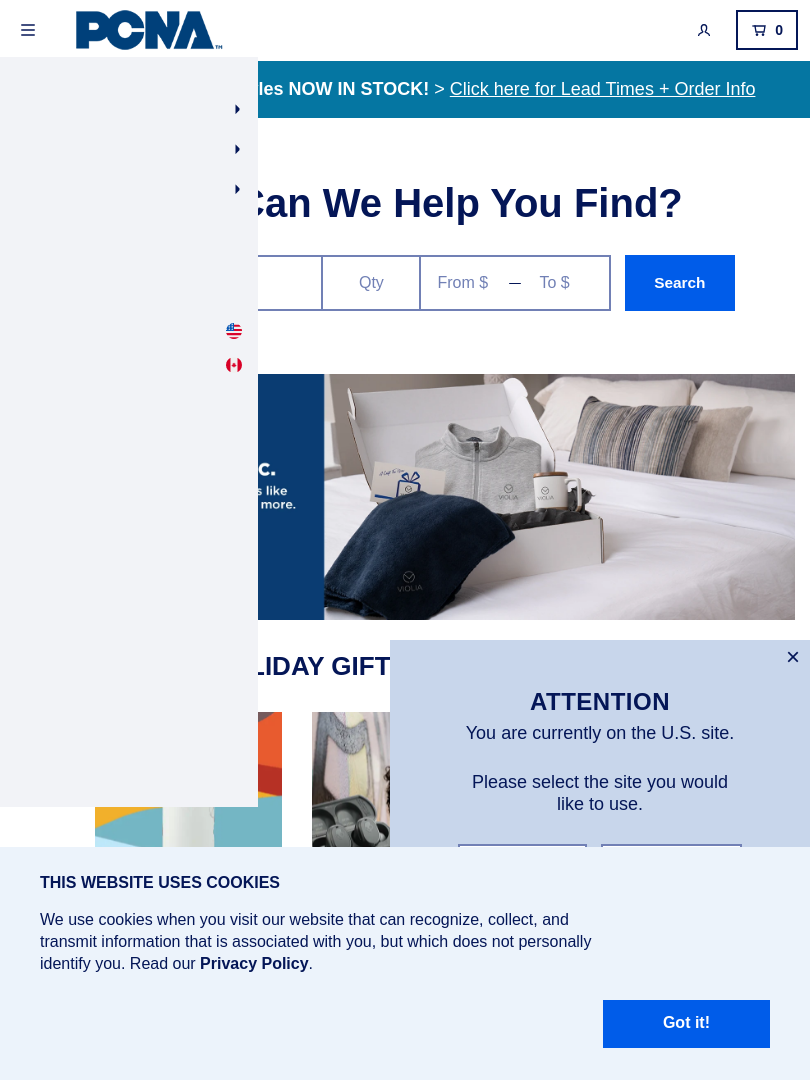 PCNA™
0
les NOW IN STOCK! > Click here for Lead Times + Order Info
Can We Help You Find?
Qty
From $ — To $
Search
c.
s like
more.
VIOLIA
VIOLIA
VIOLIA
LIDAY GIFT
ATTENTION
You are currently on the U.S. site.
Please select the site you would
like to use.
THIS WEBSITE USES COOKIES
We use cookies when you visit our website that can recognize, collect, and
transmit information that is associated with you, but which does not personally
identify you. Read our Privacy Policy.
Got it!